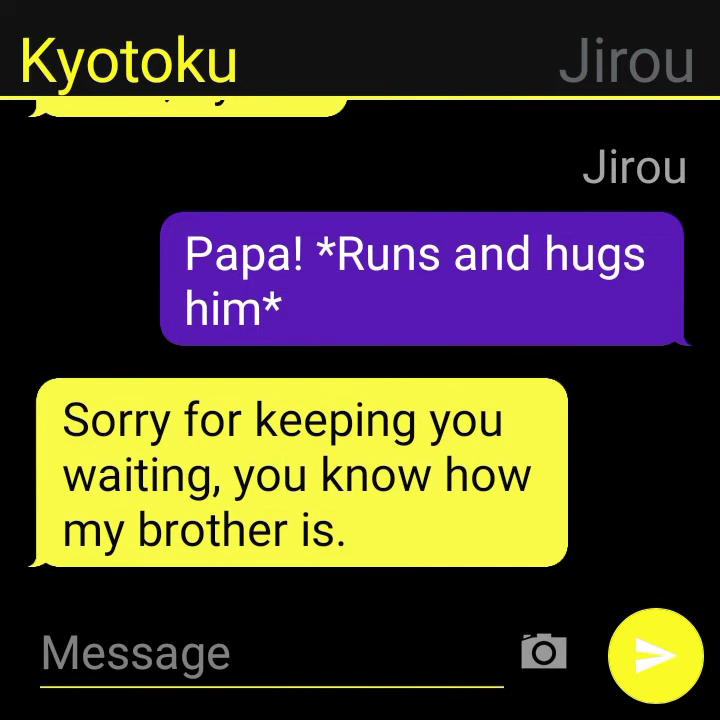 Kyotoku
Jirou
Jirou
Papa! *Runs and hugs
him*
Sorry for keeping you
waiting, you know how
my brother is.
Message